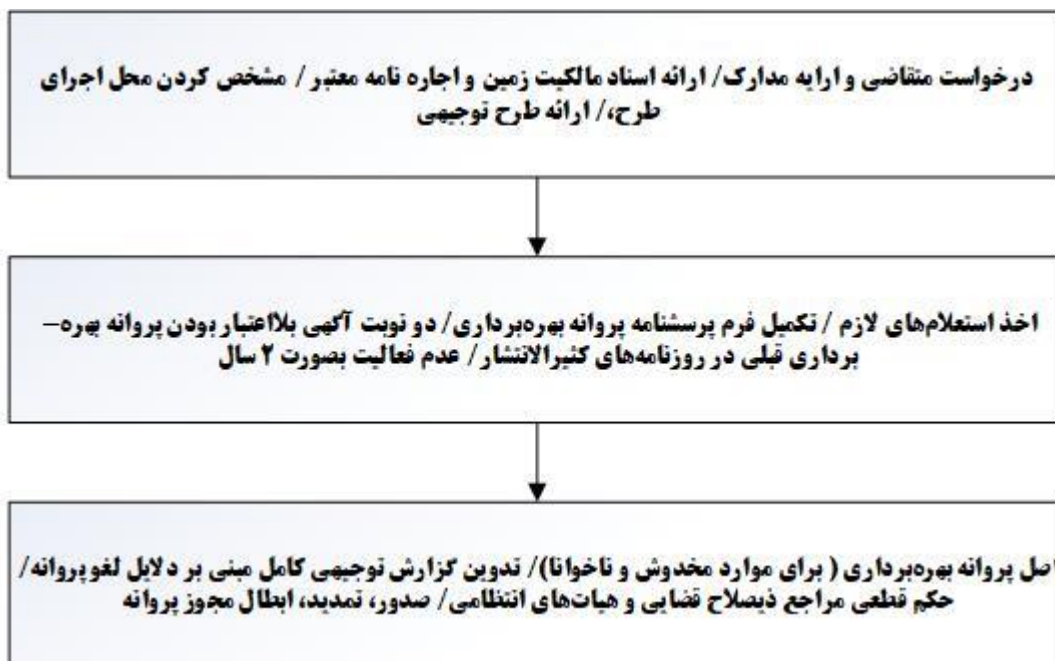 درخواست متقاضی و ارایه مدارک/ ارائه اسناد مالکیت زمین و اجاره نامه معتبر / مشخص کردن محل اجرای
طرح،/ ارائه طرح توجیهی
اخذ استعلام‌های لازم / تکمیل فرم پرسشنامه پروانه بهره‌برداری/ دو نوبت آگهی بلااعتبار بودن پروانه بهره–
برداری قبلی در روزنامه‌های کثیرالانتشار/ عدم فعالیت بصورت ۲ سال
صل پروانه بهره‌برداری ( برای موارد مخدوش و ناخوانا)/ تدوین گزارش توجیهی کامل مبنی بر دلایل لغو پروانه/
حکم قطعی مراجع ذیصلاح قضایی و هیات‌های انتظامی/ صدور، تمدید، ابطال مجوز پروانه